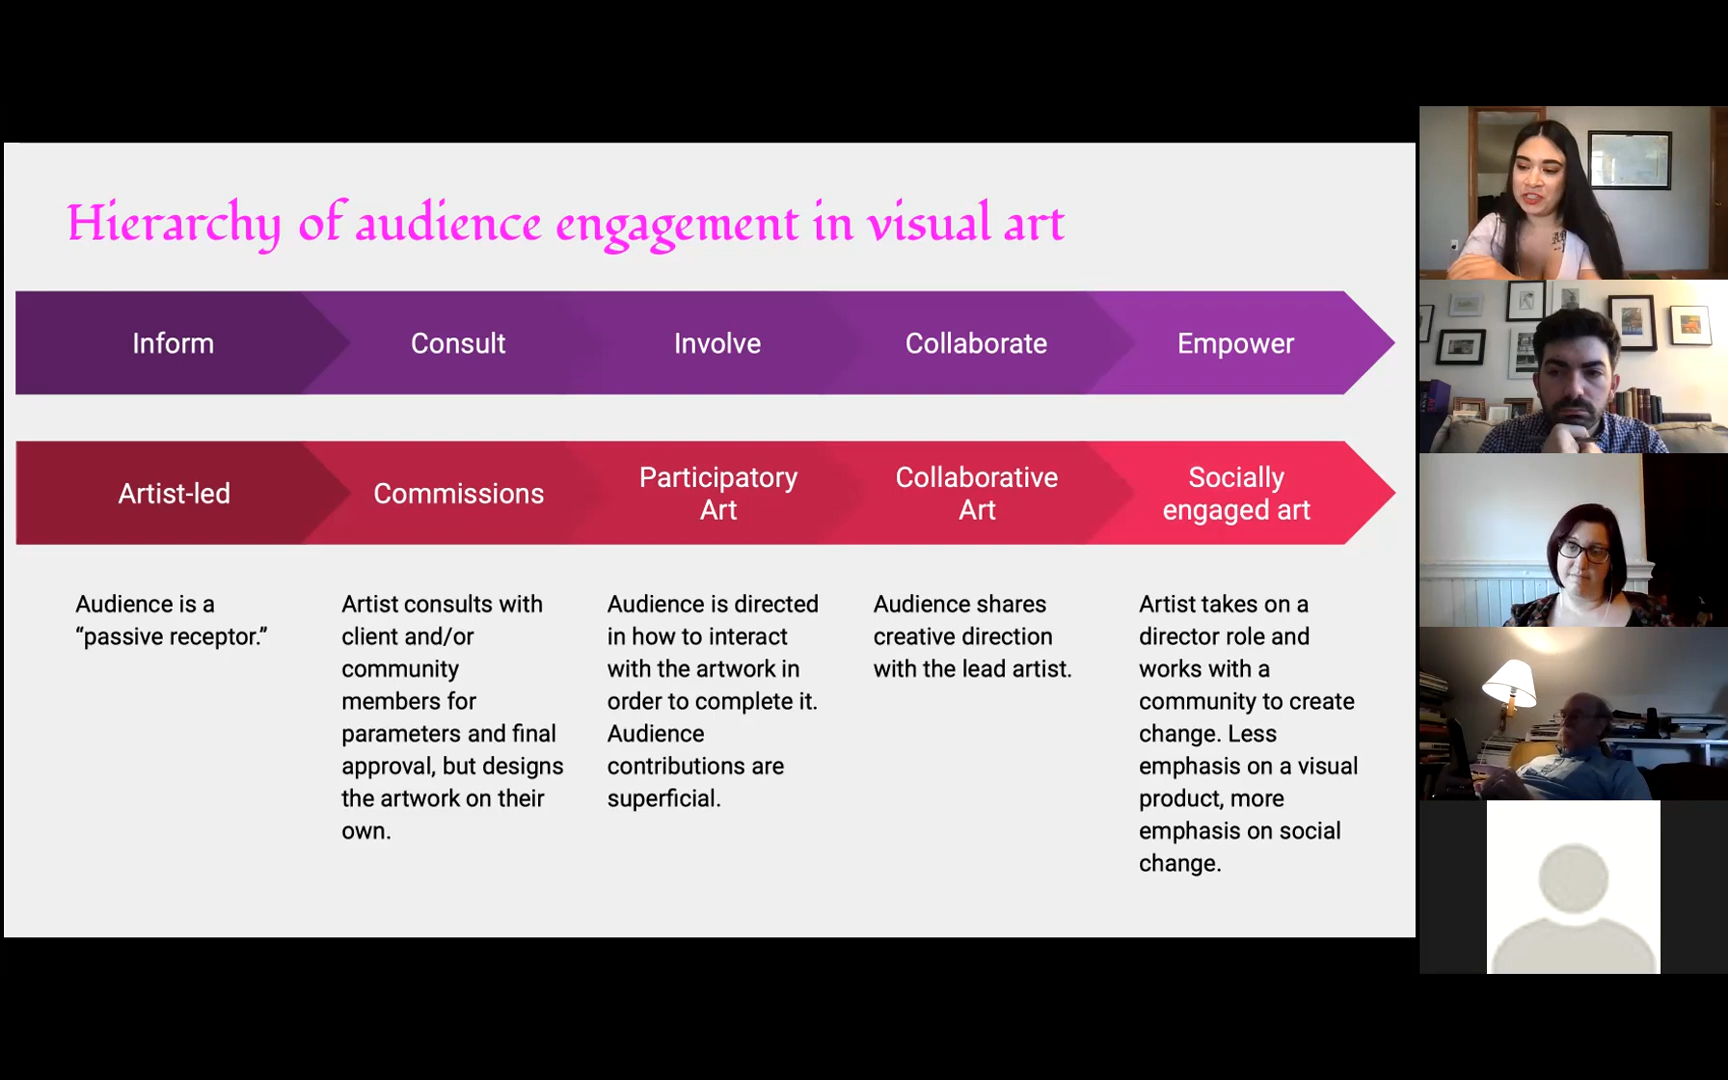 Hierarchy of audience engagement in visual art
Inform
Consult
Involve
Collaborate
Empower
Artist-led
Commissions
Participatory
Art
Collaborative
Art
Socially
engaged art
Audience is a
“passive receptor.”
Artist consults with
client and/or
community
members for
parameters and final
approval, but designs
the artwork on their
own.
Audience is directed
in how to interact
with the artwork in
order to complete it.
Audience
contributions are
superficial.
Audience shares
creative direction
with the lead artist.
Artist takes on a
director role and
works with a
community to create
change. Less
emphasis on a visual
product, more
emphasis on social
change.